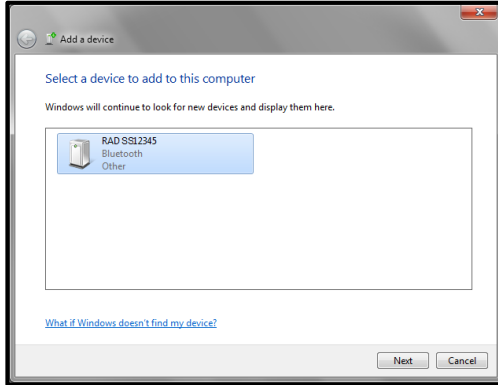 Add a device
Select a device to add to this computer
Windows will continue to look for new devices and display them here.
RAD SS12345
Bluetooth
Other
What if Windows doesn't find my device?
Next Cancel